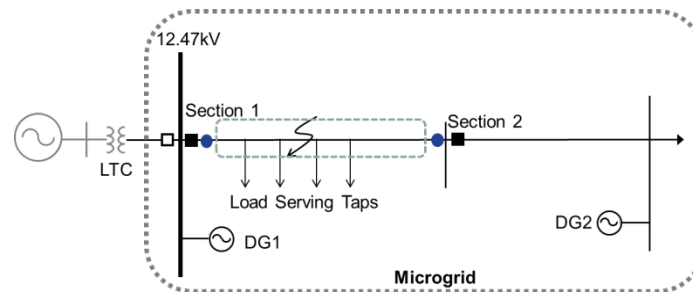 12.47kV
Section 1
Section 2
LTC
Load Serving Taps
DG1
DG2
Microgrid